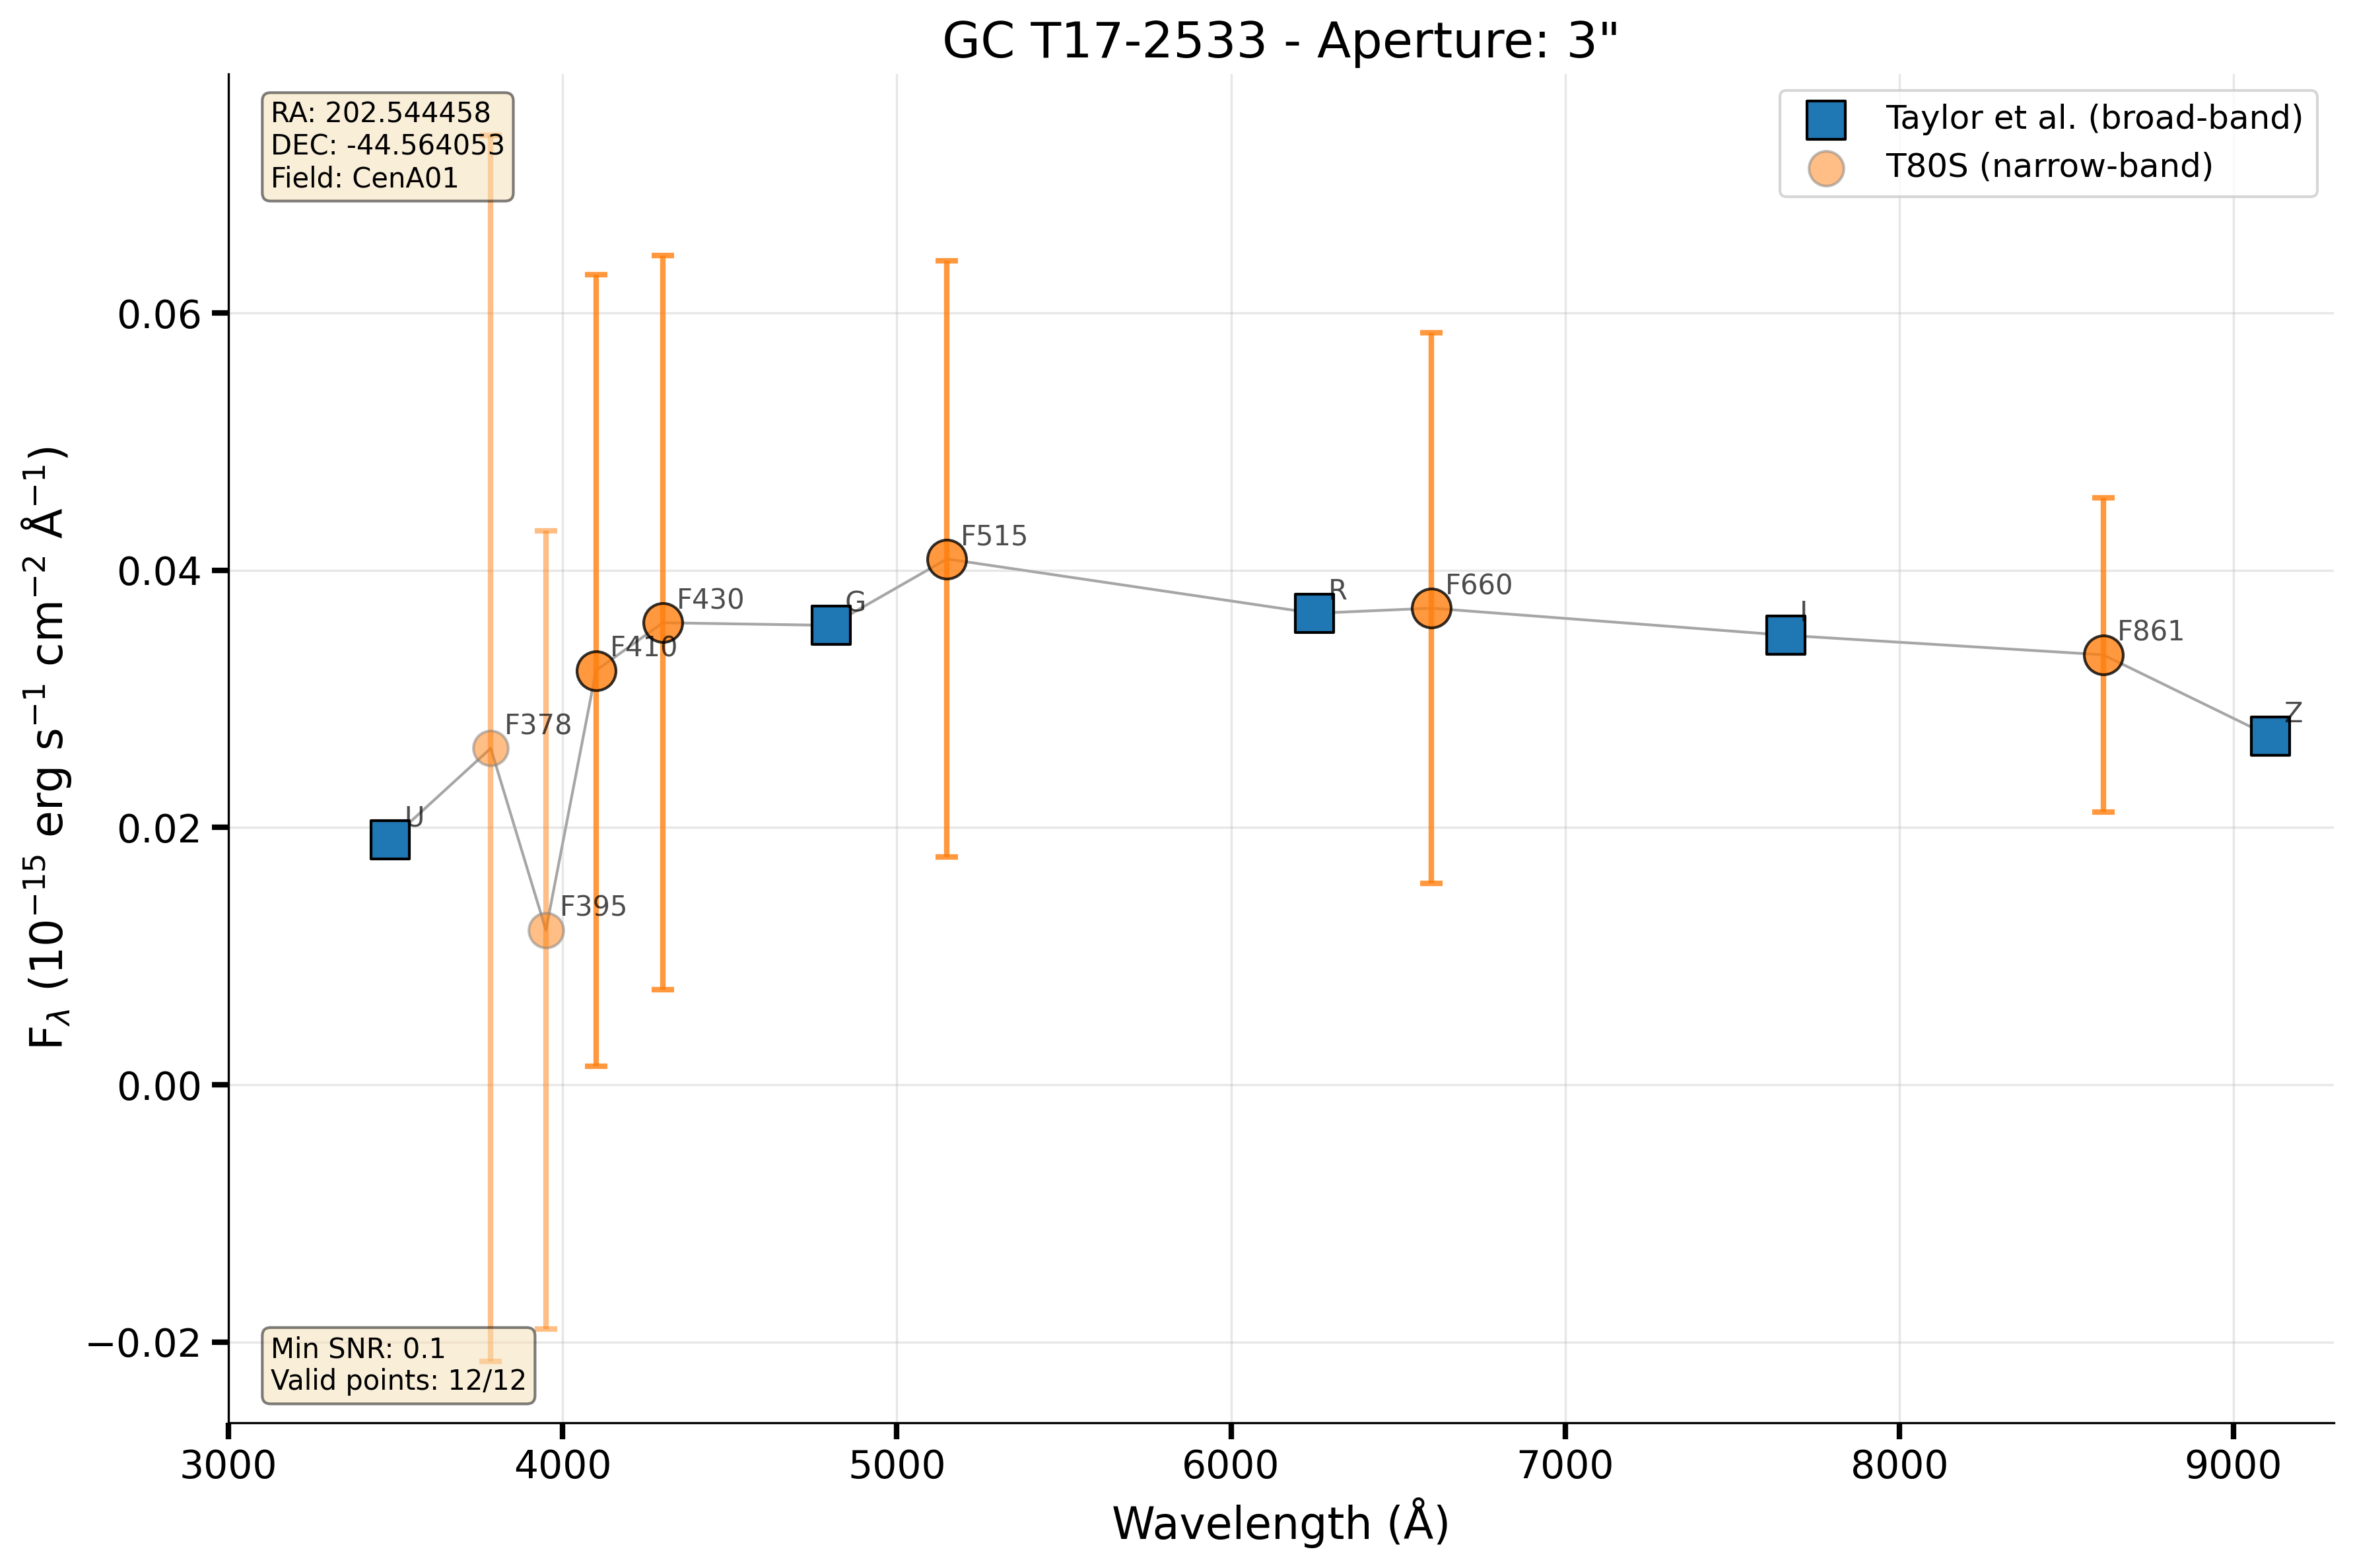 GC T17-2533 - Aperture: 3"
RA: 202.544458
DEC: -44.564053
Field: CenA01
Taylor et al. (broad-band)
T80S (narrow-band)
F_λ (10⁻¹⁵ erg s⁻¹ cm⁻² Å⁻¹)
0.06
0.04
0.02
0.00
−0.02
U
F378
F395
F410
F430
G
F515
R
F660
I
F861
Z
Min SNR: 0.1
Valid points: 12/12
3000
4000
5000
6000
7000
8000
9000
Wavelength (Å)